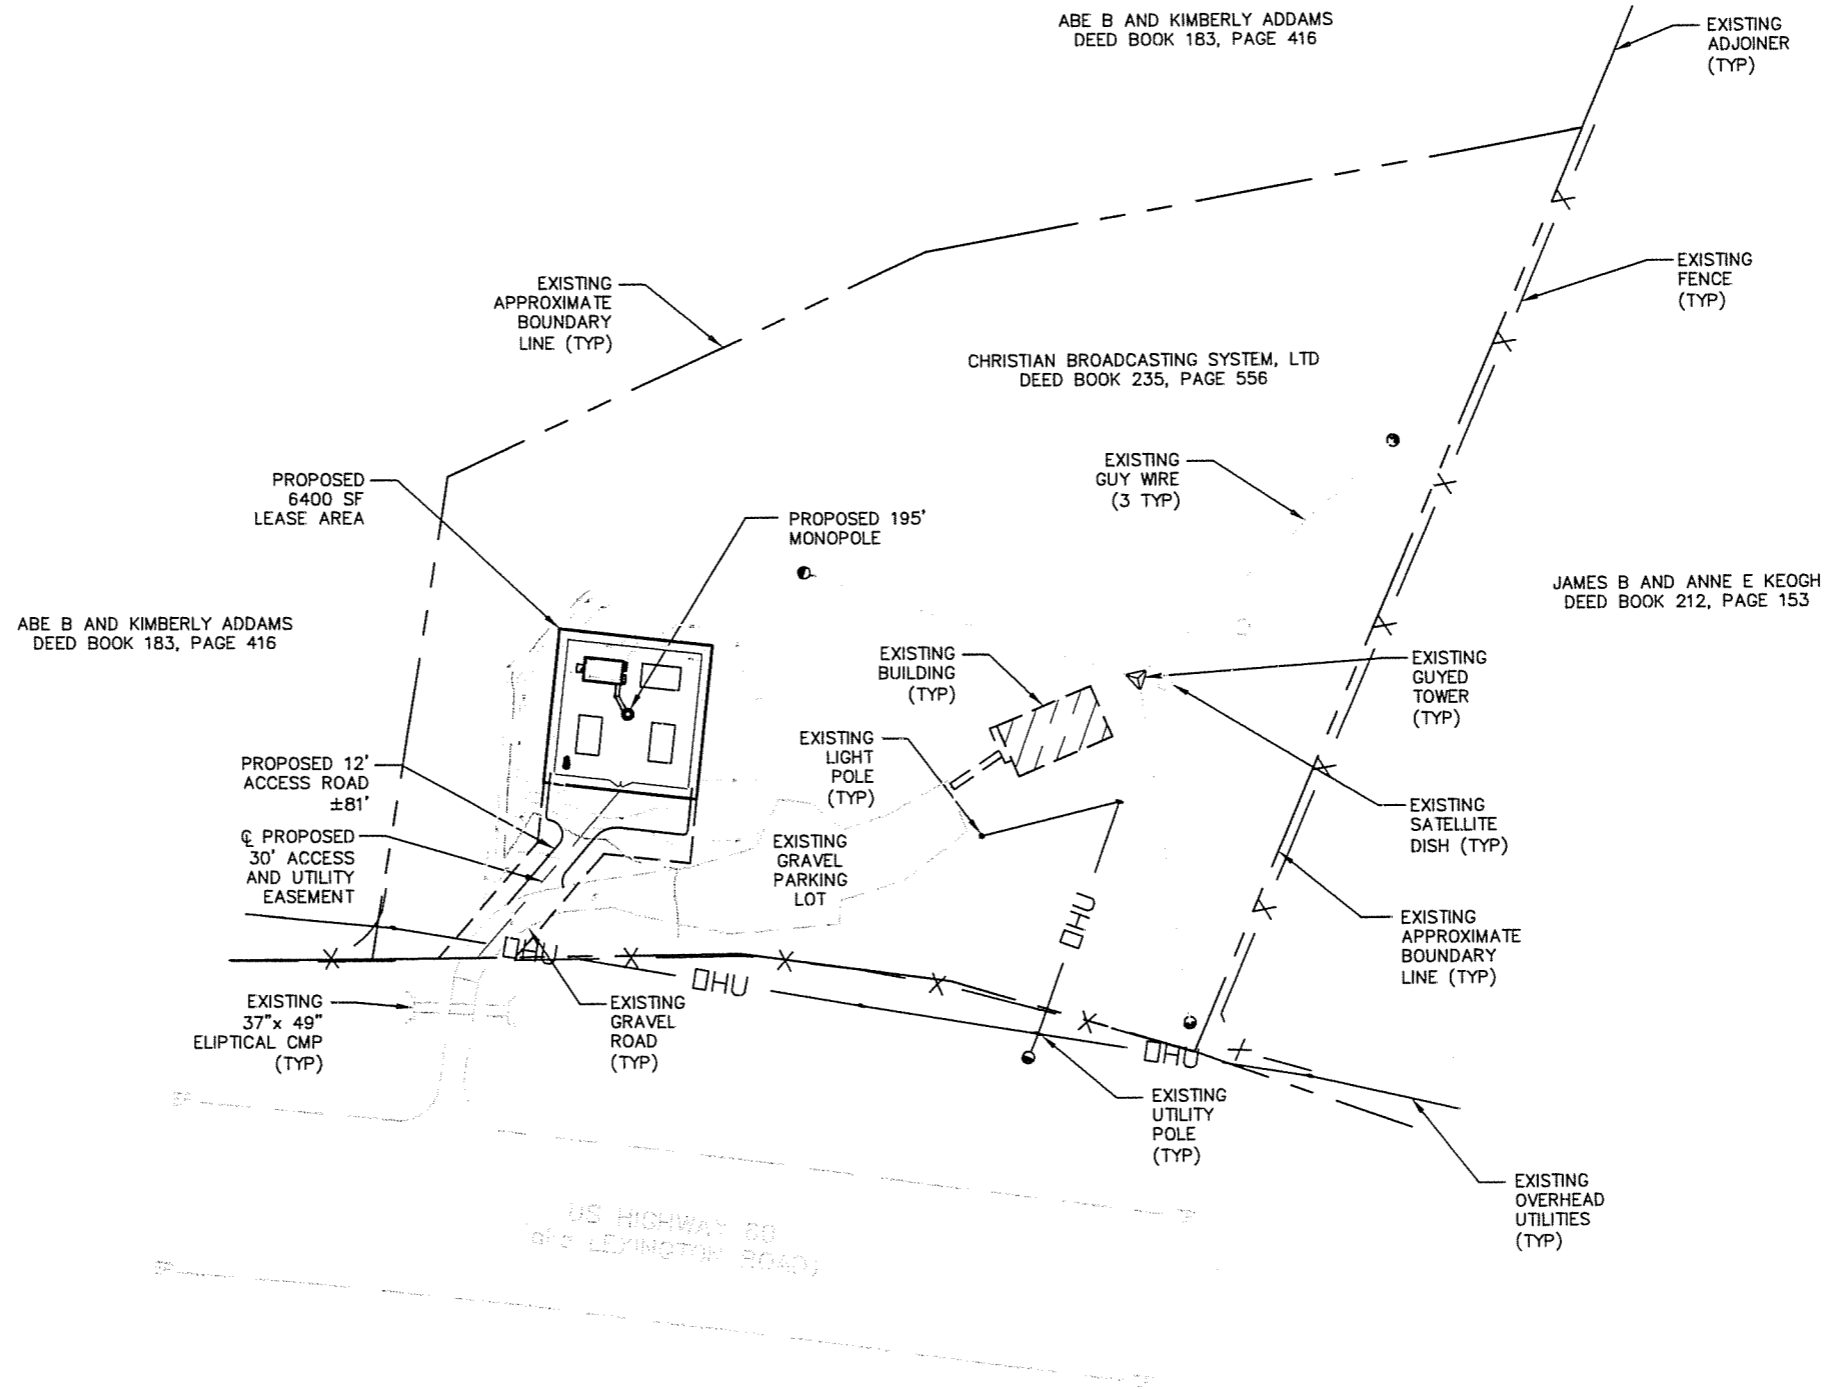 ABE B AND KIMBERLY ADDAMS
DEED BOOK 183, PAGE 416
EXISTING
ADJOINER
(TYP)
EXISTING
APPROXIMATE
BOUNDARY
LINE (TYP)
EXISTING
FENCE
(TYP)
CHRISTIAN BROADCASTING SYSTEM, LTD
DEED BOOK 235, PAGE 556
EXISTING
GUY WIRE
(3 TYP)
PROPOSED
6400 SF
LEASE AREA
PROPOSED 195'
MONOPOLE
JAMES B AND ANNE E KEOGH
DEED BOOK 212, PAGE 153
ABE B AND KIMBERLY ADDAMS
DEED BOOK 183, PAGE 416
EXISTING
BUILDING
(TYP)
EXISTING
GUYED
TOWER
(TYP)
EXISTING
LIGHT
POLE
(TYP)
PROPOSED 12'
ACCESS ROAD
±81'
EXISTING
SATELLITE
DISH (TYP)
℄ PROPOSED
30' ACCESS
AND UTILITY
EASEMENT
EXISTING
GRAVEL
PARKING
LOT
OHU
EXISTING
APPROXIMATE
BOUNDARY
LINE (TYP)
OHU
OHU
OHU
EXISTING
37"x 49"
ELIPTICAL CMP
(TYP)
EXISTING
GRAVEL
ROAD
(TYP)
EXISTING
UTILITY
POLE
(TYP)
EXISTING
OVERHEAD
UTILITIES
(TYP)
US HIGHWAY 60
LEXINGTON ROAD)